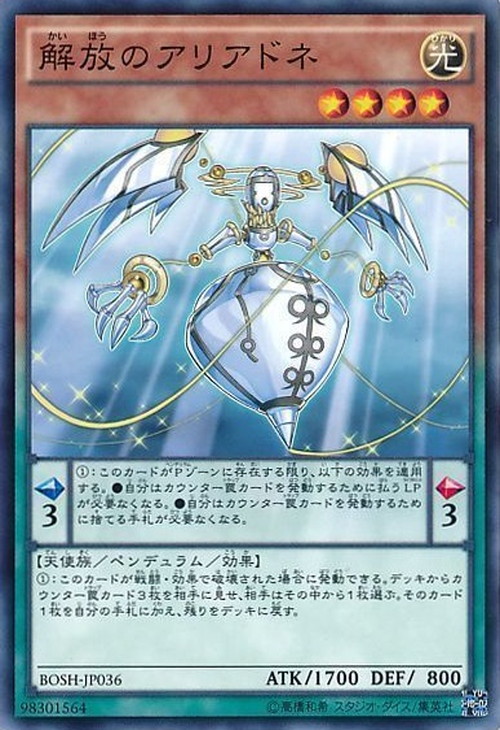 解放のアリアドネ
光
①:このカードがPゾーンに存在する限り、以下の効果を適用
する。●自分はカウンター罠カードを発動するために払うLP
が必要なくなる。●自分はカウンター罠カードを発動するため
に捨てる手札が必要なくなる。
3
3
【天使族/ペンデュラム/効果】
①:このカードが戦闘・効果で破壊された場合に発動できる。デッキからカ
ウンター罠カード3枚を相手に見せ、相手はその中から1枚選ぶ。そのカード
1枚を自分の手札に加え、残りをデッキに戻す。
BOSH-JP036
ATK/1700 DEF/ 800
98301564
©高橋和希 スタジオ・ダイス/集英社